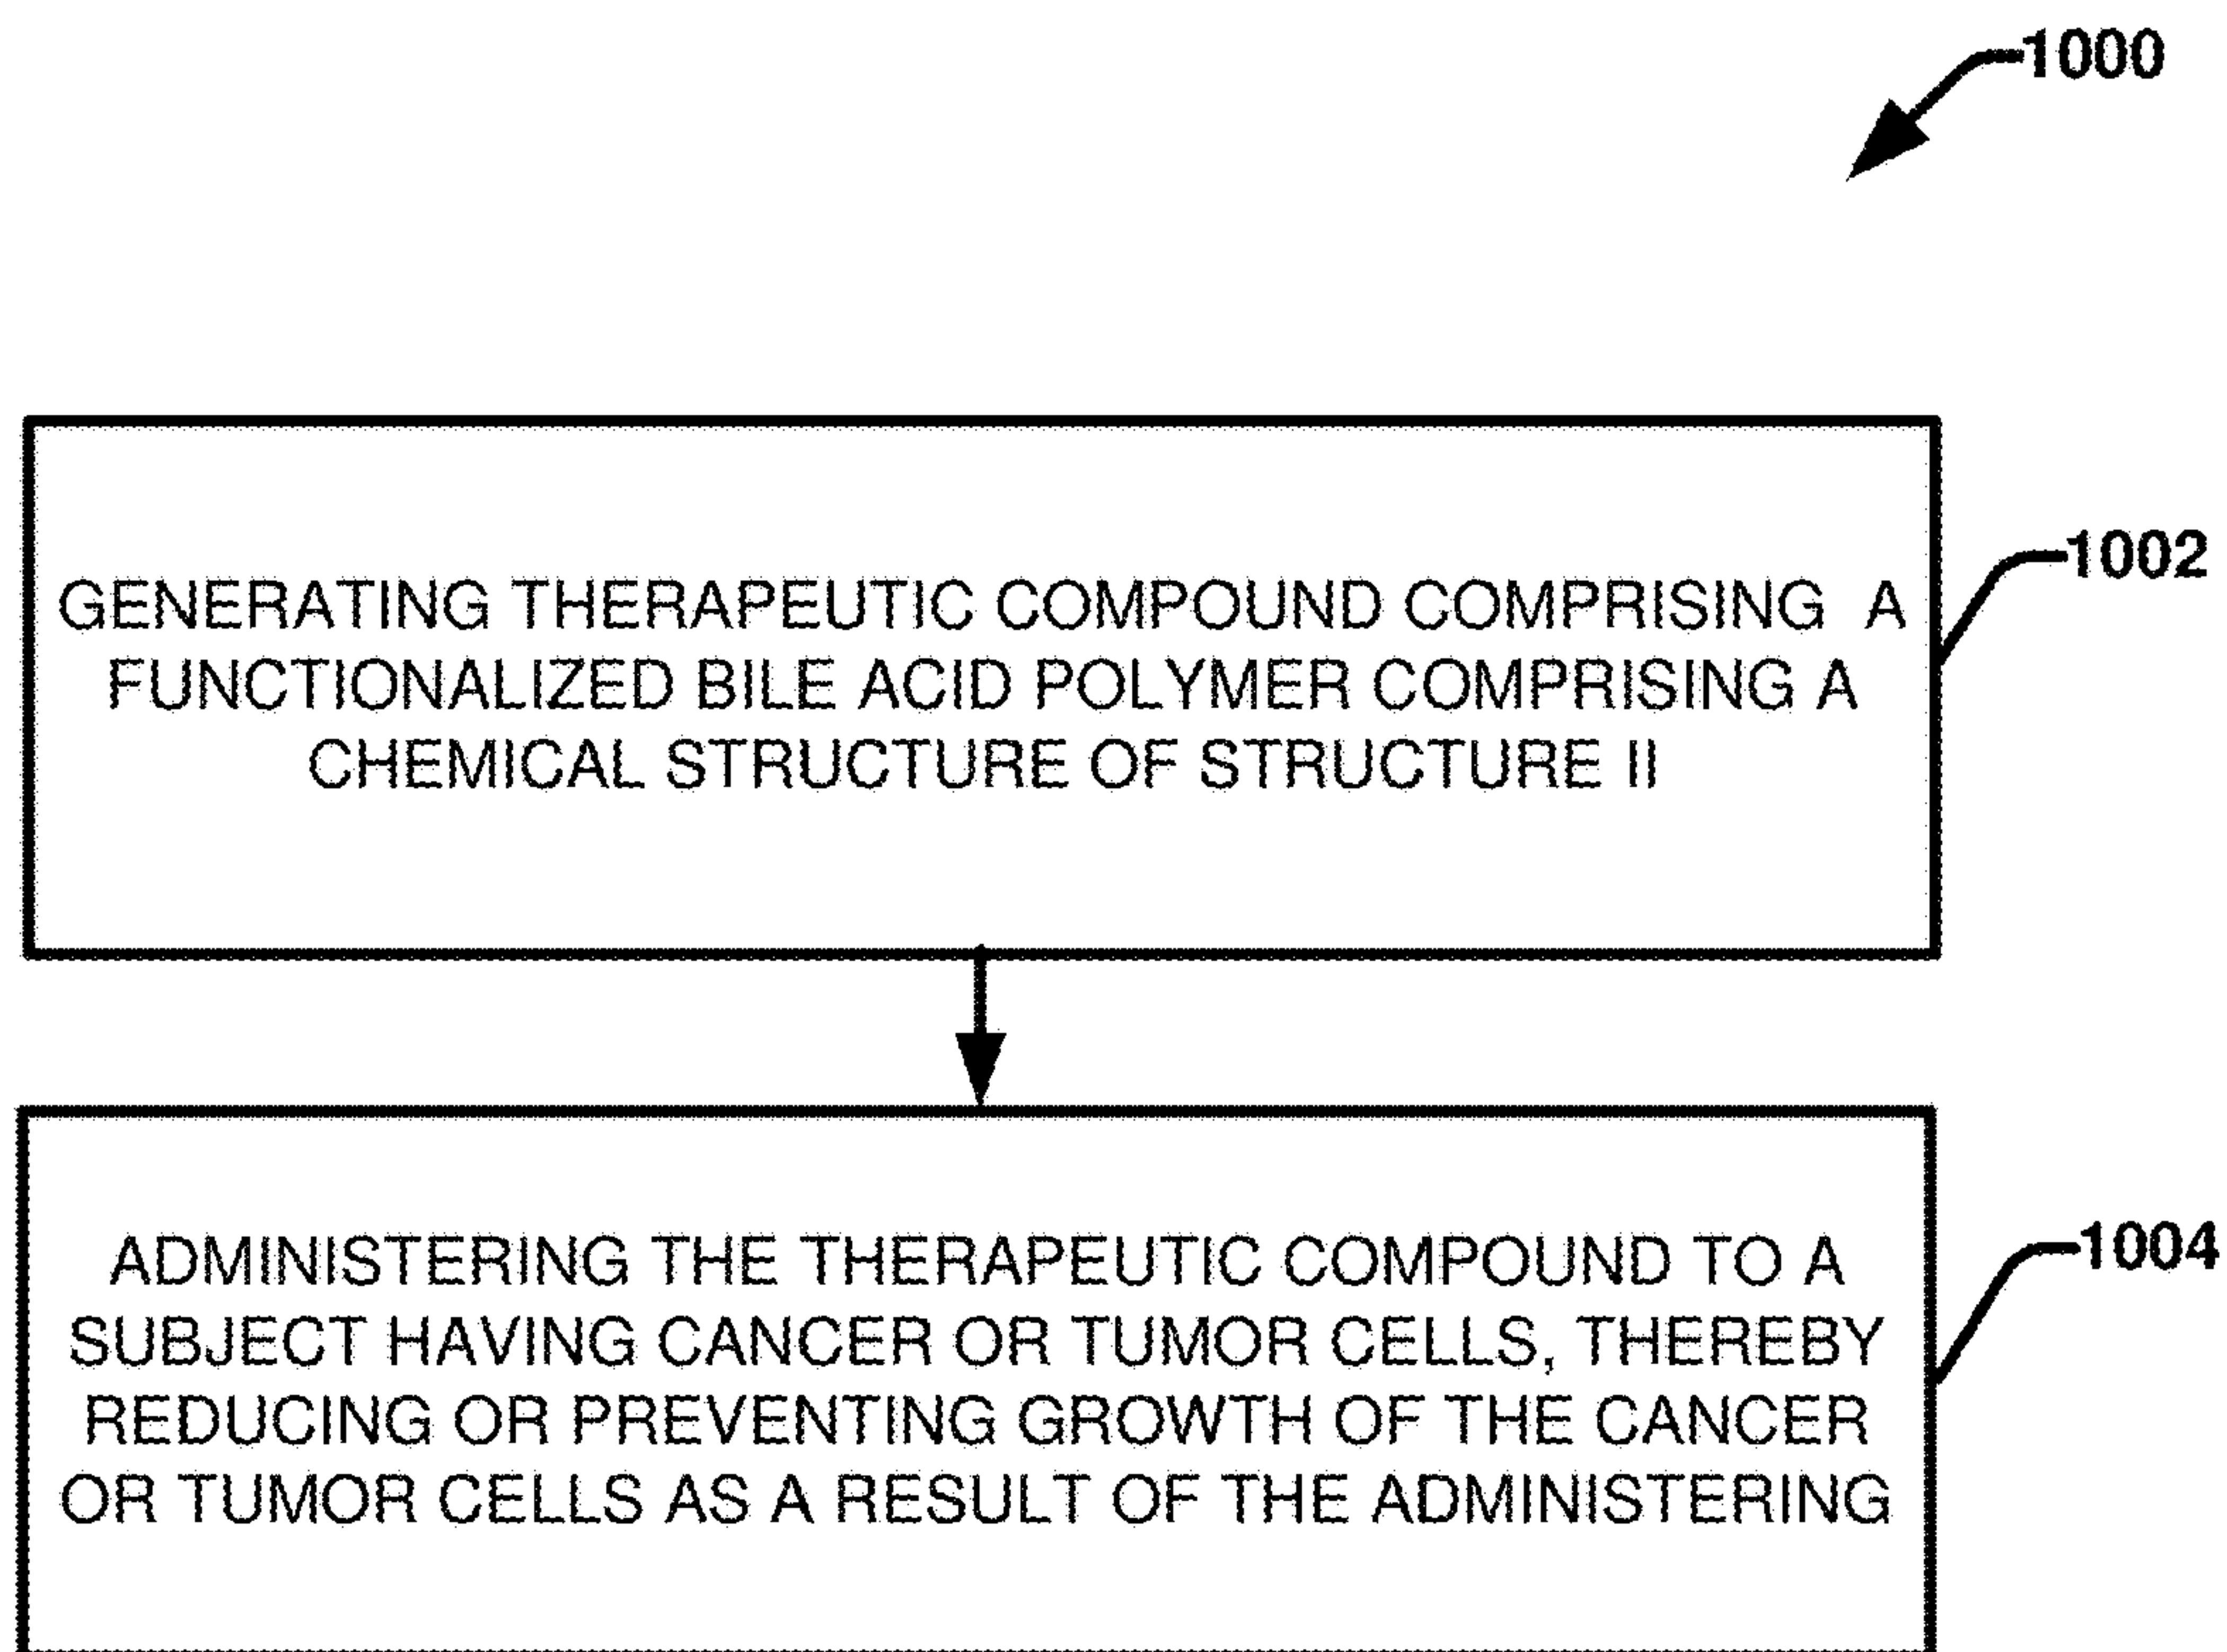 1000
GENERATING THERAPEUTIC COMPOUND COMPRISING A
FUNCTIONALIZED BILE ACID POLYMER COMPRISING A
CHEMICAL STRUCTURE OF STRUCTURE II
1002
ADMINISTERING THE THERAPEUTIC COMPOUND TO A
SUBJECT HAVING CANCER OR TUMOR CELLS, THEREBY
REDUCING OR PREVENTING GROWTH OF THE CANCER
OR TUMOR CELLS AS A RESULT OF THE ADMINISTERING
1004